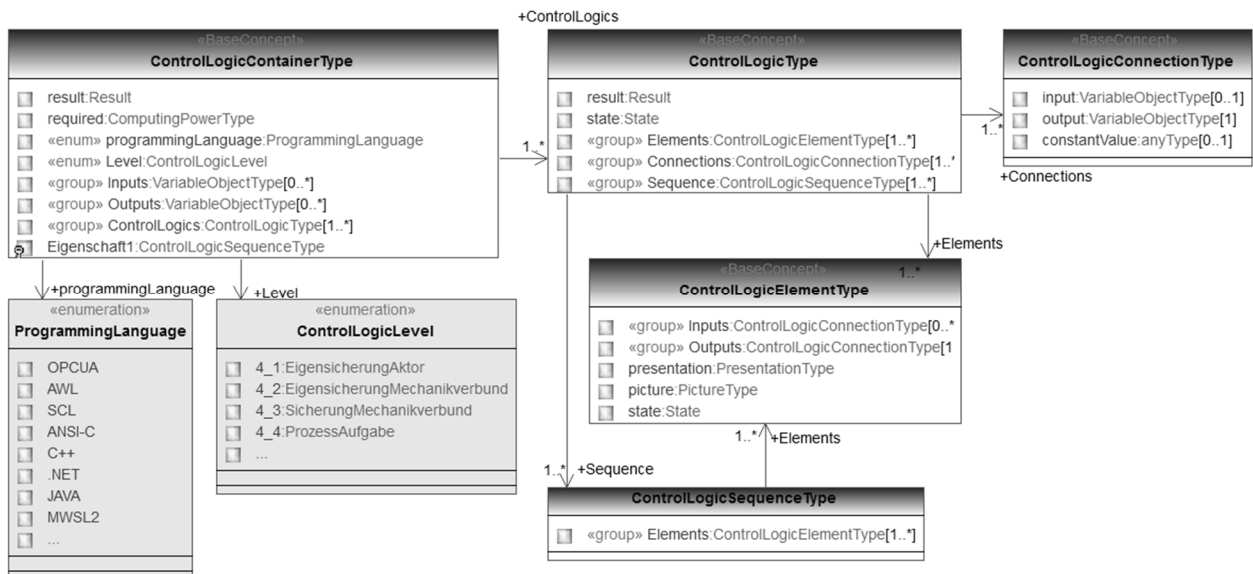 +ControlLogics
«BaseConcept»
ControlLogicContainerType
result:Result
required:ComputingPowerType
«enum» programmingLanguage:ProgrammingLanguage
«enum» Level:ControlLogicLevel
«group» Inputs:VariableObjectType[0..*]
«group» Outputs:VariableObjectType[0..*]
«group» ControlLogics:ControlLogicType[1..*]
Eigenschaft1:ControlLogicSequenceType
1..*
«BaseConcept»
ControlLogicType
result:Result
state:State
«group» Elements:ControlLogicElementType[1..*]
«group» Connections:ControlLogicConnectionType[1..*
«group» Sequence:ControlLogicSequenceType[1..*]
1..*
«BaseConcept»
ControlLogicConnectionType
input:VariableObjectType[0..1]
output:VariableObjectType[1]
constantValue:anyType[0..1]
+Connections
+programmingLanguage
+Level
+Elements
1..*
«enumeration»
ProgrammingLanguage
OPCUA
AWL
SCL
ANSI-C
C++
.NET
JAVA
MWSL2
...
«enumeration»
ControlLogicLevel
4_1:EigensicherungAktor
4_2:EigensicherungMechanikverbund
4_3:SicherungMechanikverbund
4_4:ProzessAufgabe
...
«BaseConcept»
ControlLogicElementType
«group» Inputs:ControlLogicConnectionType[0..*
«group» Outputs:ControlLogicConnectionType[1
presentation:PresentationType
picture:PictureType
state:State
1..*
+Elements
1..*
+Sequence
ControlLogicSequenceType
«group» Elements:ControlLogicElementType[1..*]